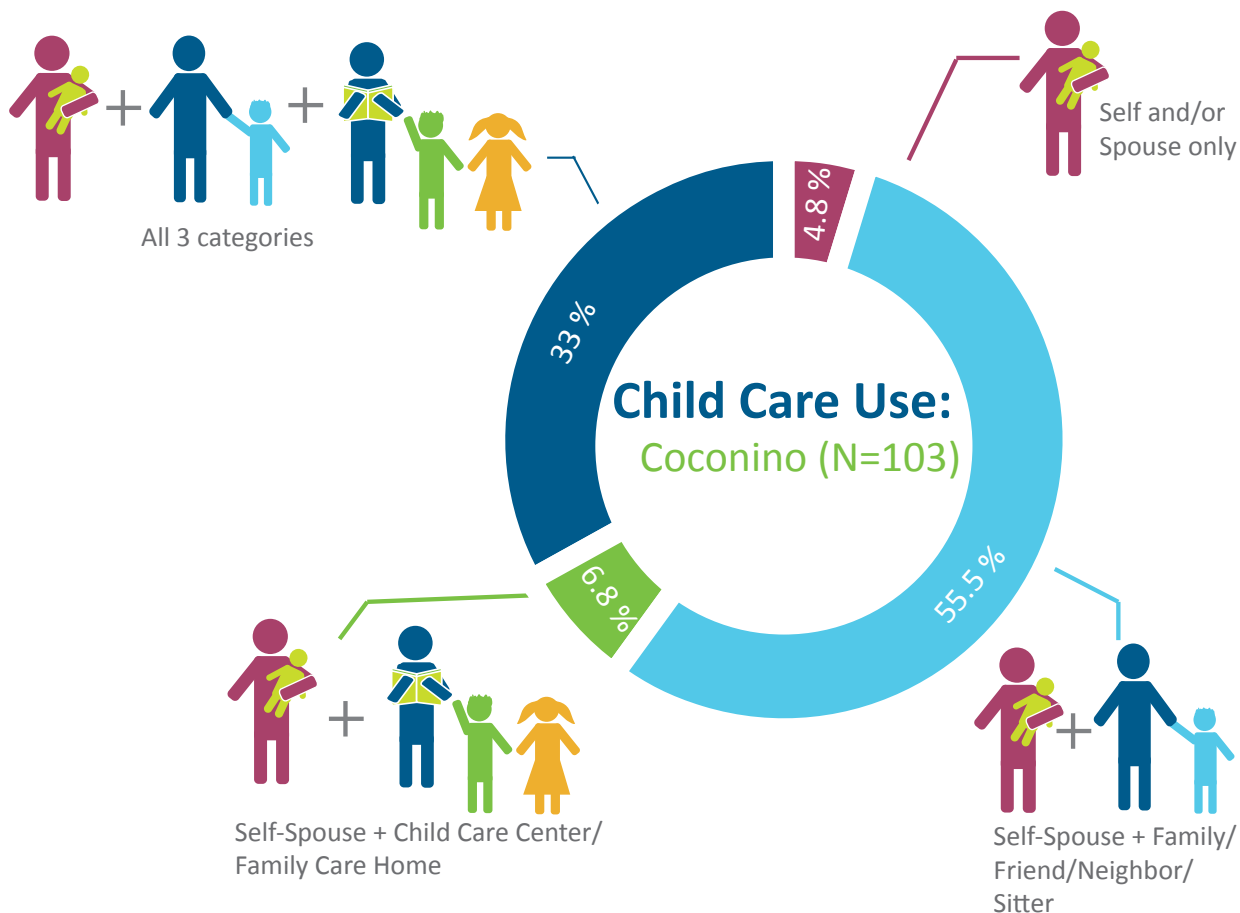 Self and/or
Spouse only
All 3 categories
4.8 %
33 %
Child Care Use:
Coconino (N=103)
55.5 %
6.8 %
Self-Spouse + Child Care Center/
Family Care Home
Self-Spouse + Family/
Friend/Neighbor/
Sitter